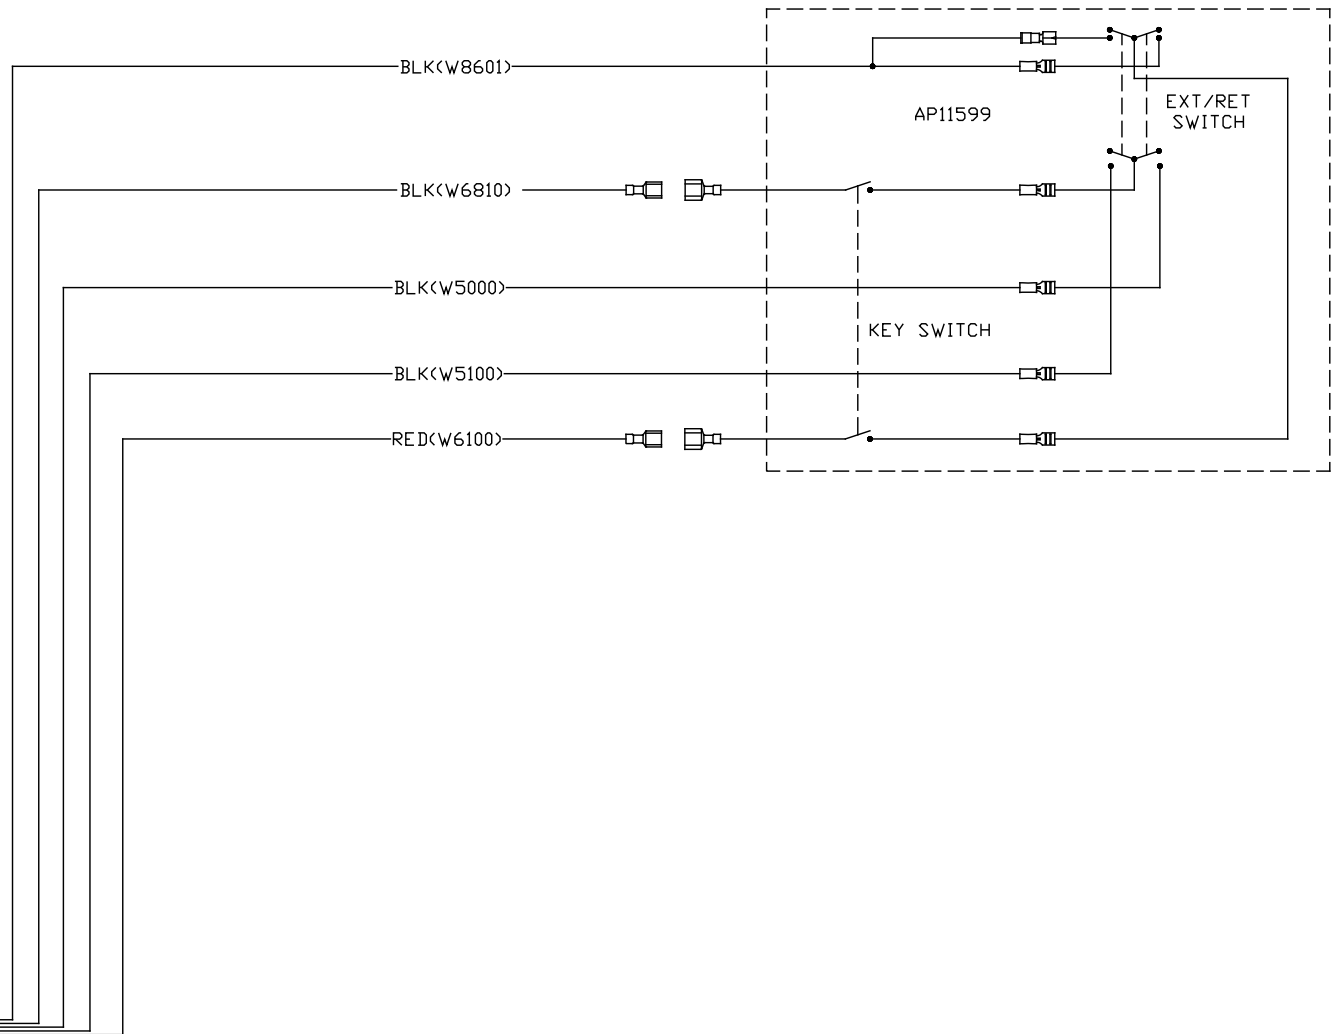 BLK(W8601)
AP11599
EXT/RET
SWITCH
BLK(W6810)
BLK(W5000)
KEY SWITCH
BLK(W5100)
RED(W6100)